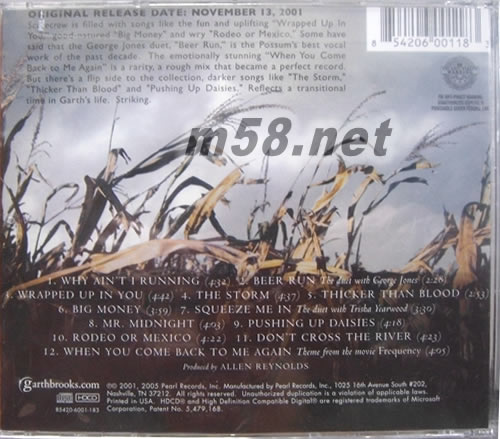 ORIGINAL RELEASE DATE: NOVEMBER 13, 2001
Scarecrow is filled with songs like the fun and uplifting "Wrapped Up In
You," good natured "Big Money" and wry "Rodeo or Mexico." Some have
said that the George Jones duet, "Beer Run," is the Possum's best vocal
work of the past decade. The emotionally stunning "When You Come
Back to Me Again" is a rarity, a rough mix that became a perfect record.
But there's a flip side to the collection, darker songs like "The Storm,"
"Thicker Than Blood" and "Pushing Up Daisies." Reflects a transitional
time in Garth's life. Striking.
8 54206 00118 3
m58.net
1. WHY AIN'T I RUNNING (4:32) 2. BEER RUN The duet with George Jones (2:26)
3. WRAPPED UP IN YOU (4:42) 4. THE STORM (4:37) 5. THICKER THAN BLOOD (2:53)
6. BIG MONEY (3:59) 7. SQUEEZE ME IN The duet with Trisha Yearwood (3:30)
8. MR. MIDNIGHT (4:03) 9. PUSHING UP DAISIES (4:18)
10. RODEO OR MEXICO (4:22) 11. DON'T CROSS THE RIVER (4:23)
12. WHEN YOU COME BACK TO ME AGAIN Theme from the movie Frequency (4:05)
Produced by ALLEN REYNOLDS
garthbrooks.com
COMPACT disc HDCD
85420-6001-183
℗© 2001, 2005 Pearl Records, Inc. Manufactured by Pearl Records, Inc., 1025 16th Avenue South #202,
Nashville, TN 37212. All rights reserved. Unauthorized duplication is a violation of applicable
laws. Printed in USA. HDCD® and High Definition Compatible Digital® are registered trademarks of Microsoft
Corporation, Patent No. 5,479,168.